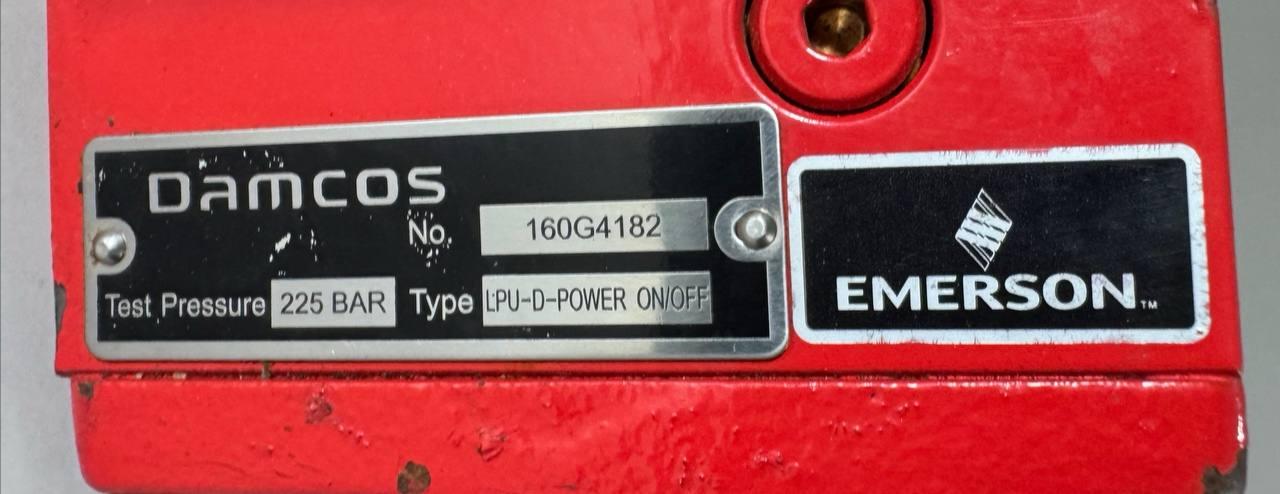 Damcos
No. 160G4182
Test Pressure 225 BAR Type LPU-D-POWER ON/OFF
EMERSON™